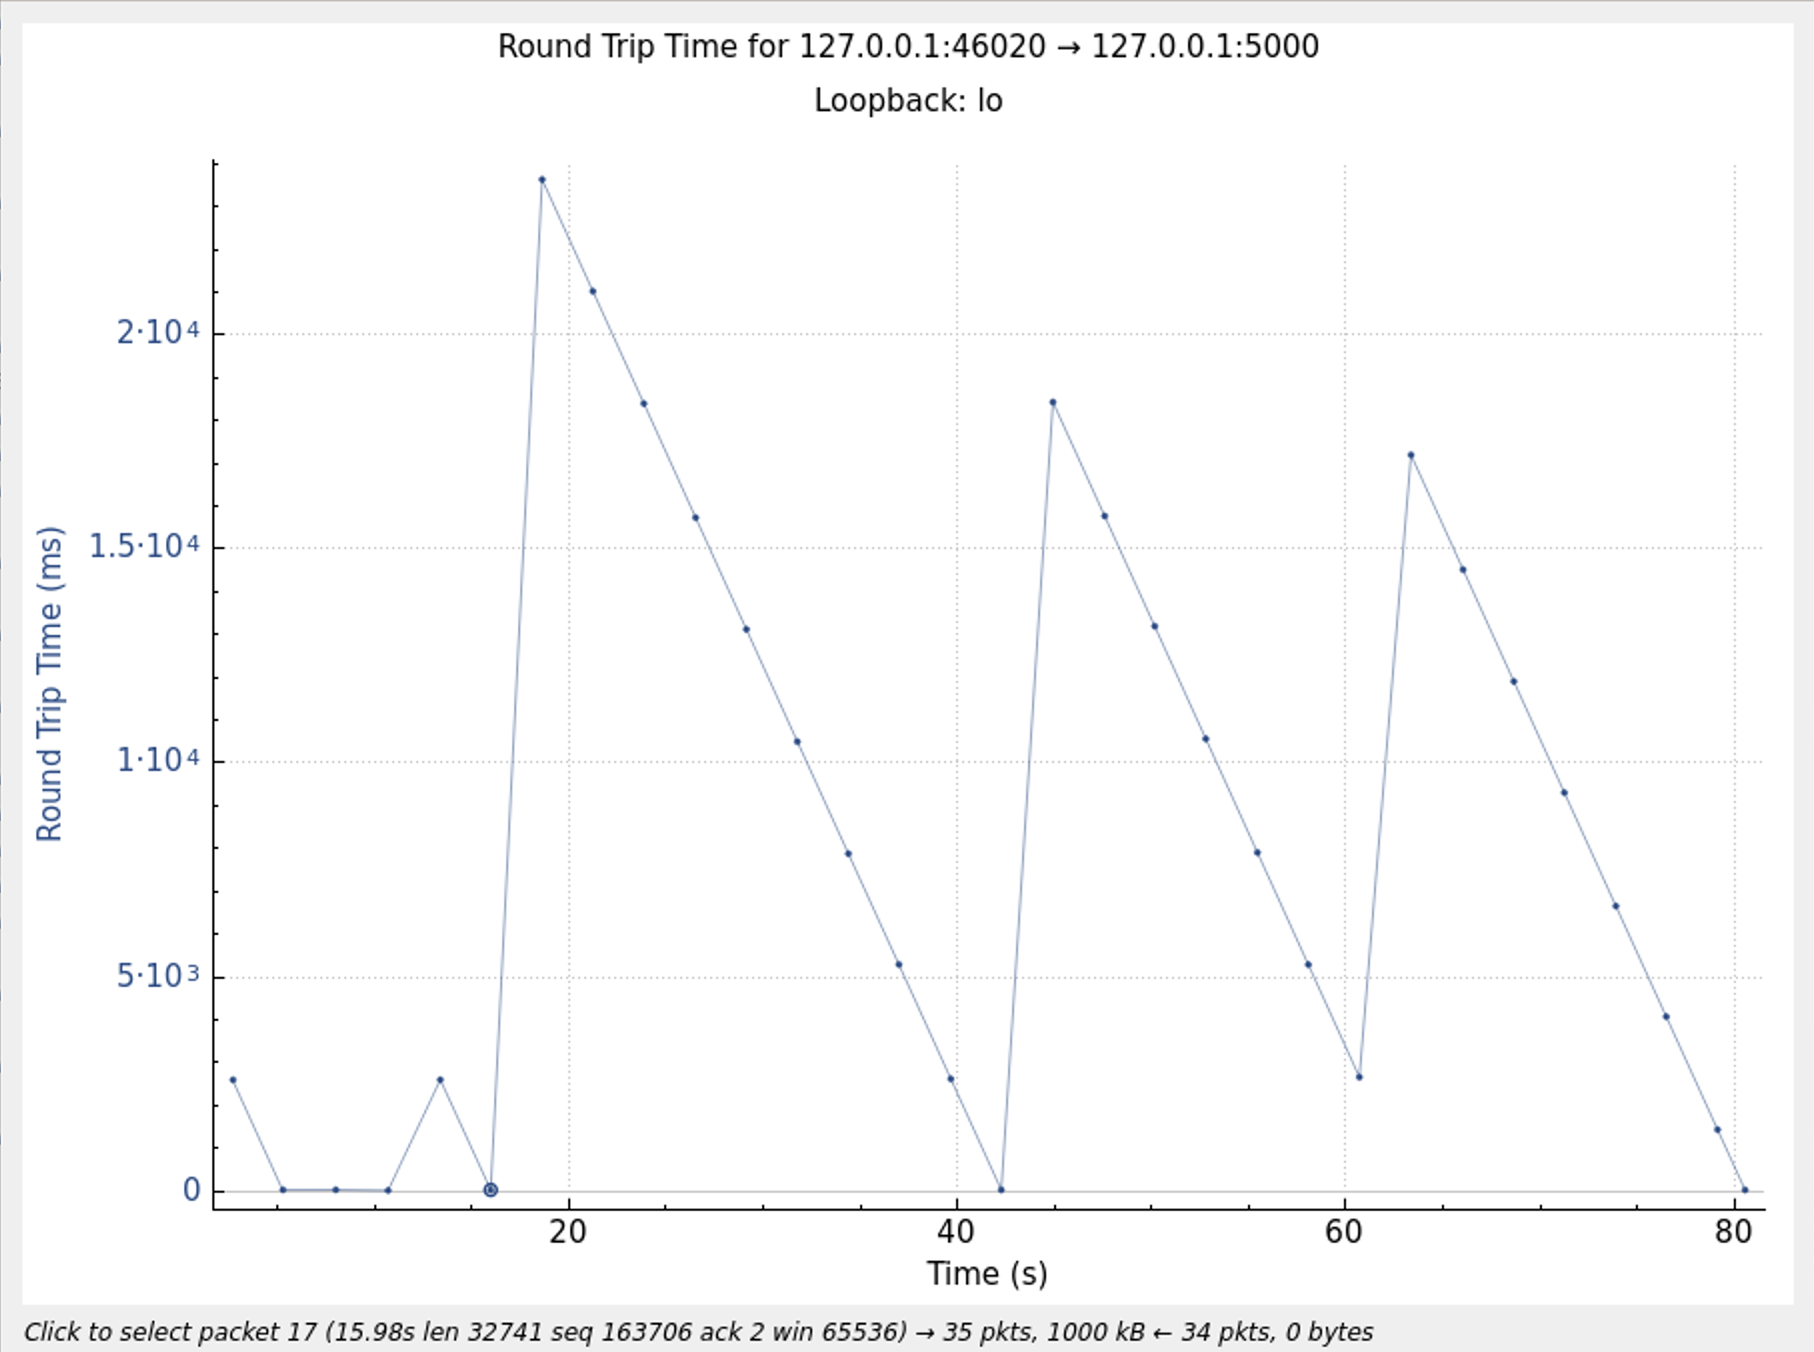 Round Trip Time for 127.0.0.1:46020 → 127.0.0.1:5000
Loopback: lo
Round Trip Time (ms)
2·10⁴
1.5·10⁴
1·10⁴
5·10³
0
20 40 60 80
Time (s)
Click to select packet 17 (15.98s len 32741 seq 163706 ack 2 win 65536) → 35 pkts, 1000 kB ← 34 pkts, 0 bytes